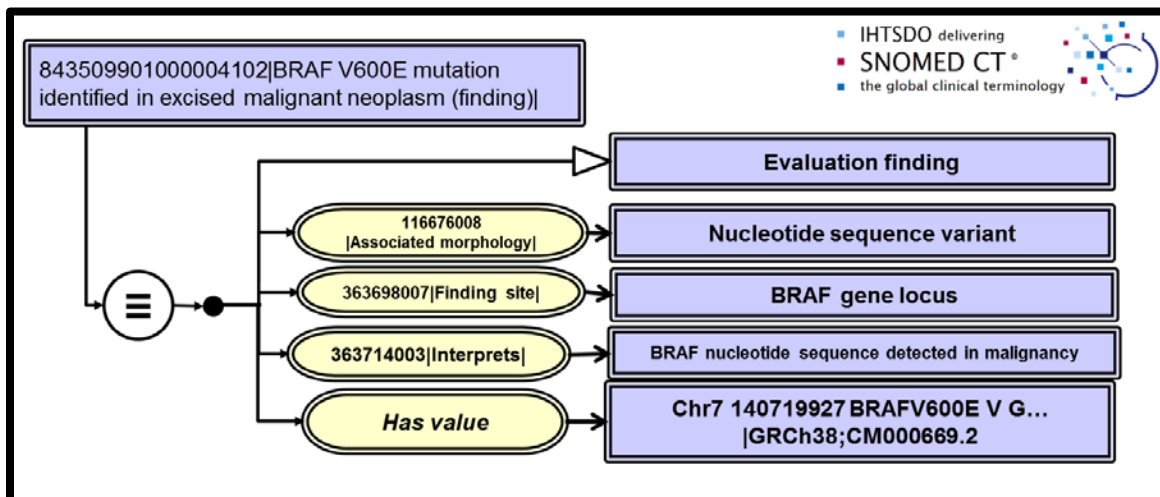 IHTSDO delivering
SNOMED CT ®
the global clinical terminology
843509901000004102|BRAF V600E mutation
identified in excised malignant neoplasm (finding)|
Evaluation finding
116676008
|Associated morphology|
Nucleotide sequence variant
363698007|Finding site|
BRAF gene locus
363714003|Interprets|
BRAF nucleotide sequence detected in malignancy
Has value
Chr7 140719927 BRAFV600E V G…
|GRCh38;CM000669.2